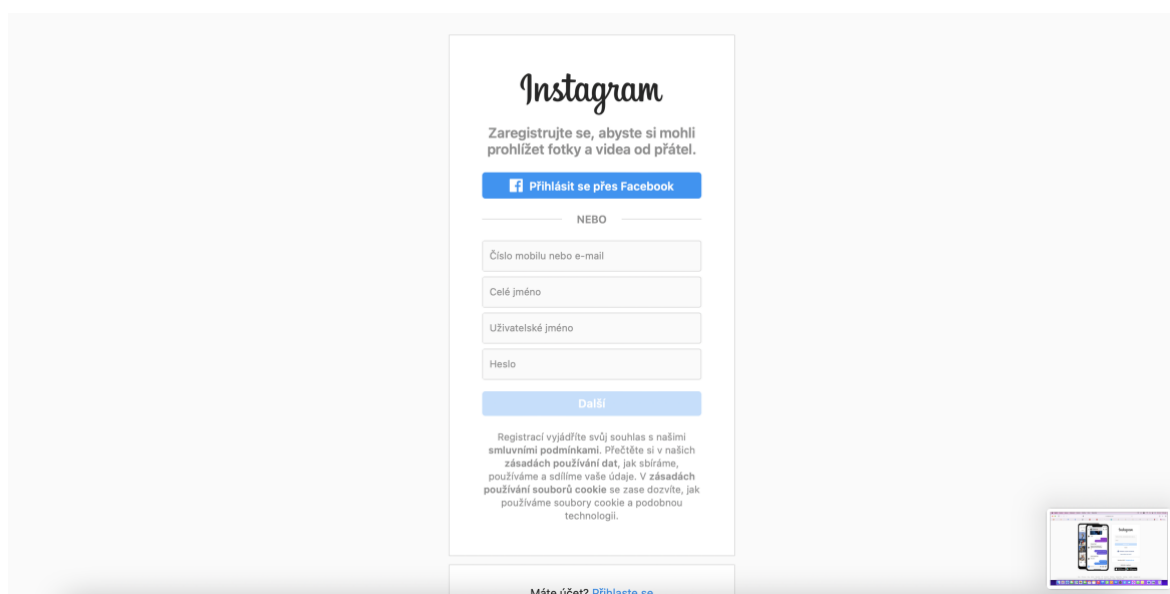 Instagram
Zaregistrujte se, abyste si mohli
prohlížet fotky a videa od přátel.
Přihlásit se přes Facebook
NEBO
Číslo mobilu nebo e-mail
Celé jméno
Uživatelské jméno
Heslo
Další
Registrací vyjádříte svůj souhlas s našimi
smluvními podmínkami. Přečtěte si v našich
zásadách používání dat, jak sbíráme,
používáme a sdílíme vaše údaje. V zásadách
používání souborů cookie se zase dozvíte, jak
používáme soubory cookie a podobnou
technologii.
Máte účet? Přihlaste se
Instagram